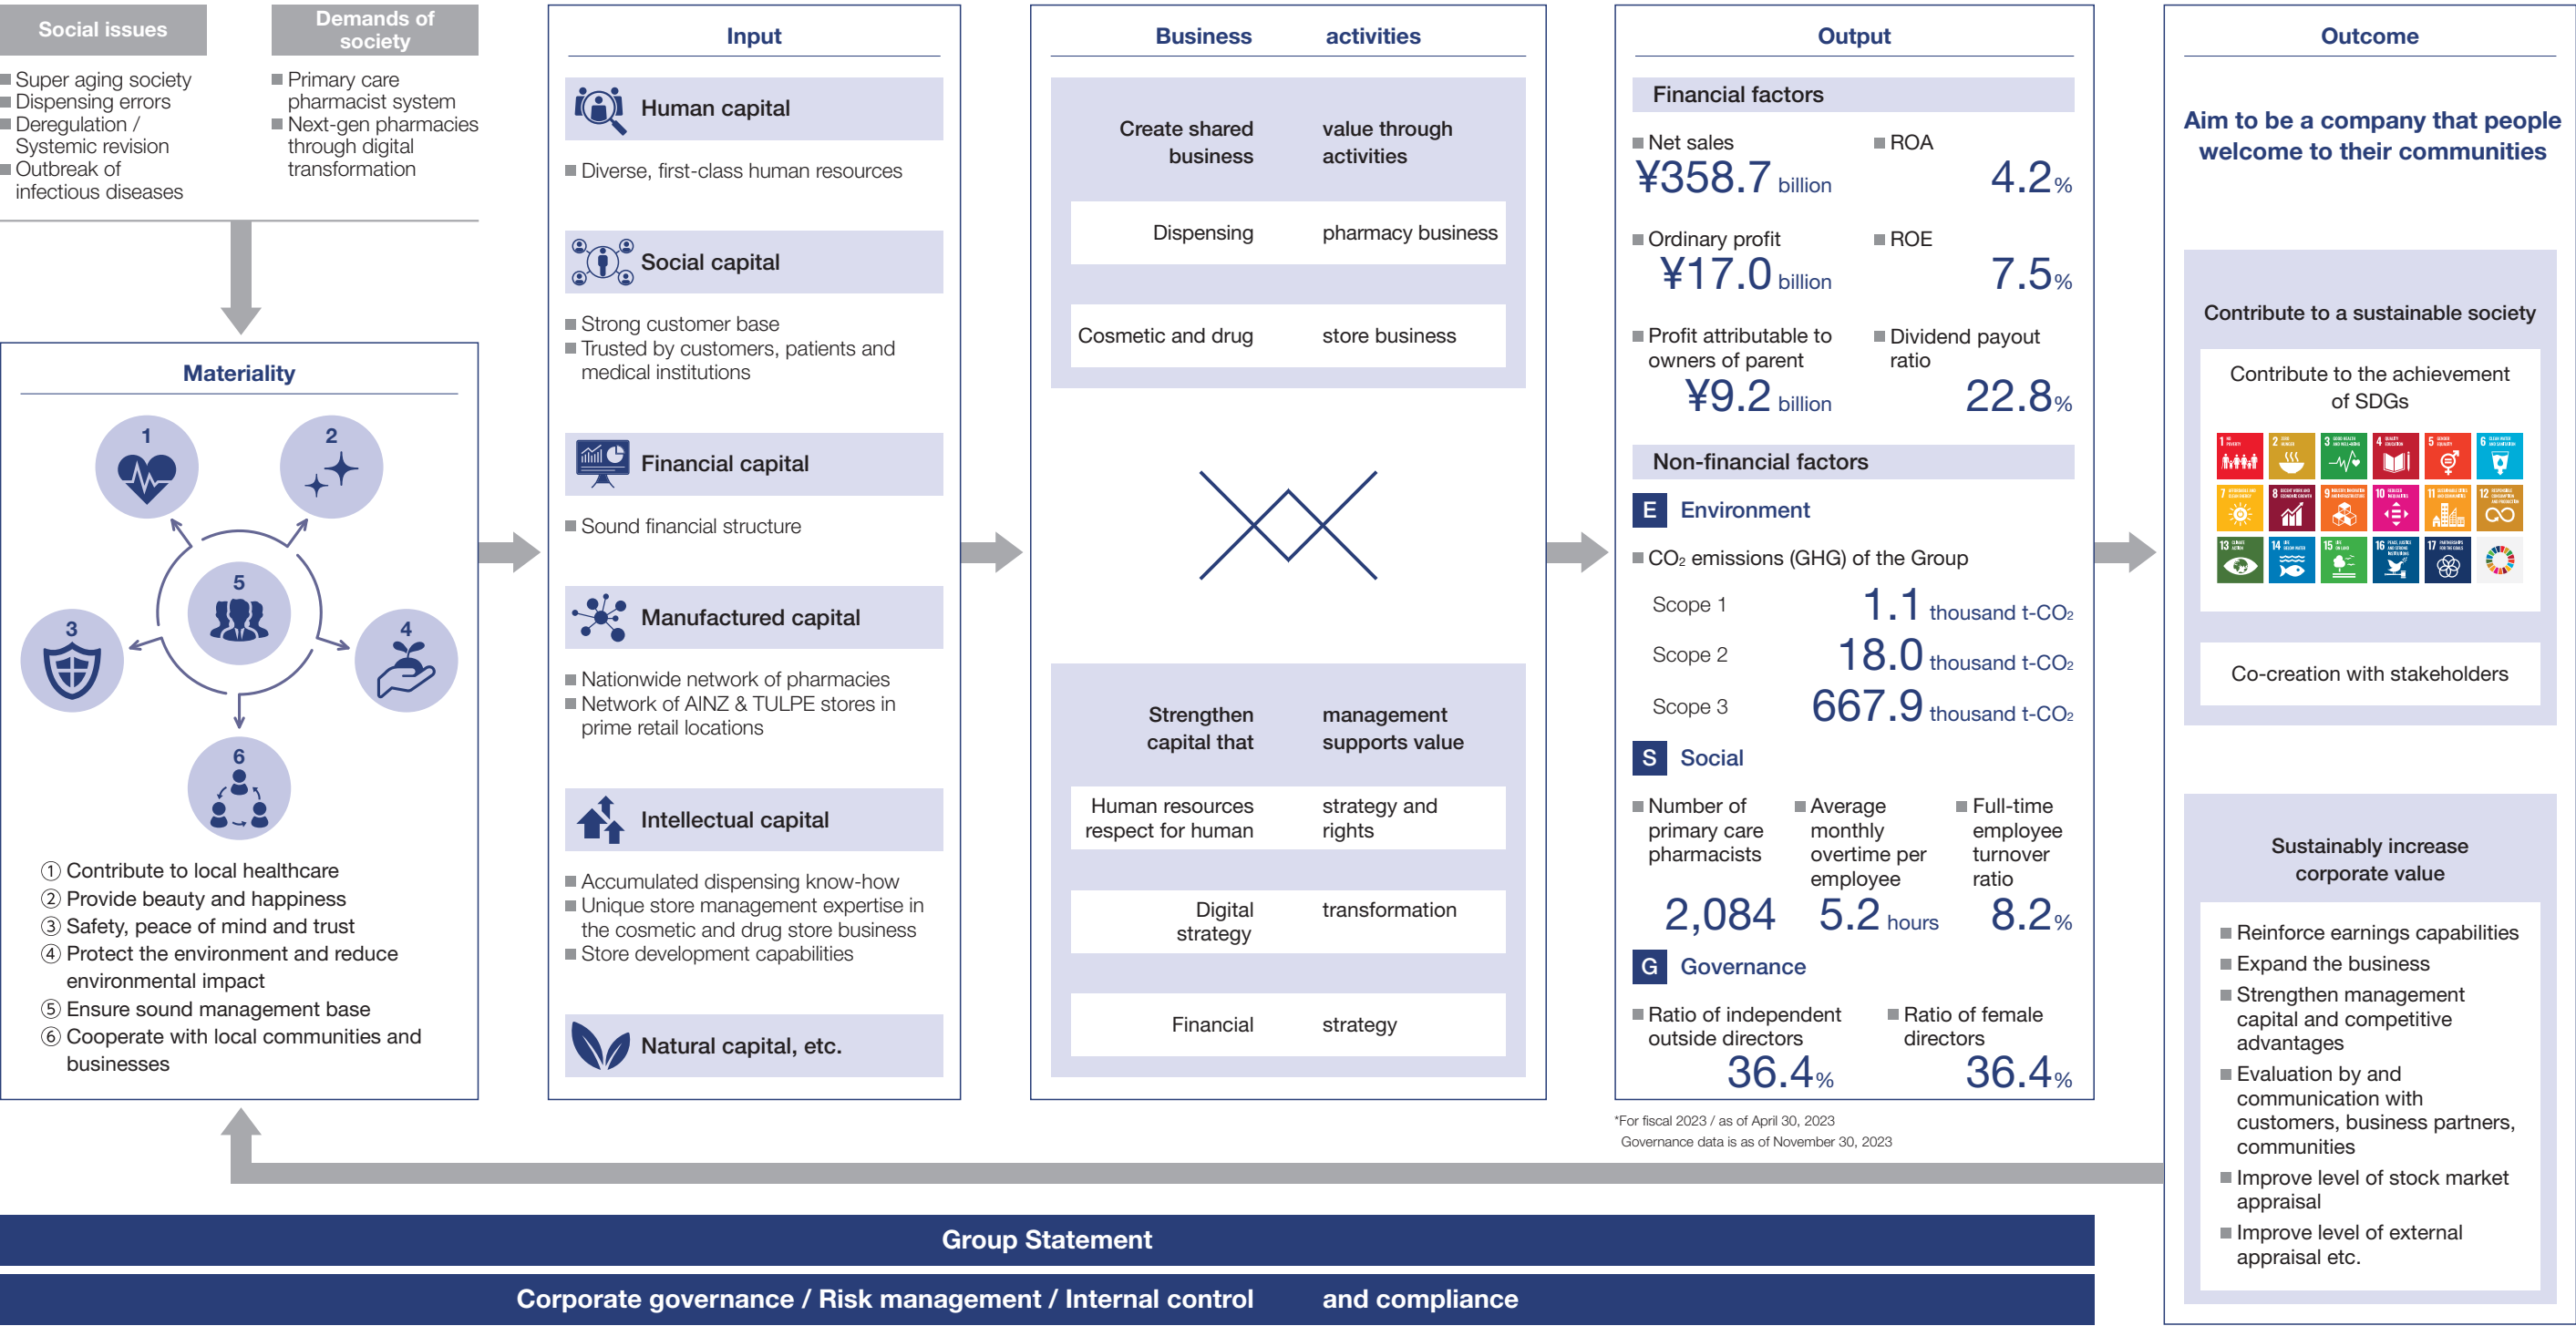 Social issues
Super aging society
Dispensing errors
Deregulation /
Systemic revision
Outbreak of
infectious diseases
Demands of
society
Primary care
pharmacist system
Next-gen pharmacies
through digital
transformation
Materiality
1
2
3
4
5
6
① Contribute to local healthcare
② Provide beauty and happiness
③ Safety, peace of mind and trust
④ Protect the environment and reduce
environmental impact
⑤ Ensure sound management base
⑥ Cooperate with local communities and
businesses
Input
Human capital
Diverse, first-class human resources
Social capital
Strong customer base
Trusted by customers, patients and
medical institutions
Financial capital
Sound financial structure
Manufactured capital
Nationwide network of pharmacies
Network of AINZ & TULPE stores in
prime retail locations
Intellectual capital
Accumulated dispensing know-how
Unique store management expertise in
the cosmetic and drug store business
Store development capabilities
Natural capital, etc.
Business activities
Create shared value through
business activities
Dispensing pharmacy business
Cosmetic and drug store business
Strengthen management
capital that supports value
Human resources strategy and
respect for human rights
Digital transformation
strategy
Financial strategy
Output
Financial factors
Net sales
¥358.7 billion
ROA
4.2%
Ordinary profit
¥17.0 billion
ROE
7.5%
Profit attributable to
owners of parent
¥9.2 billion
Dividend payout
ratio
22.8%
Non-financial factors
E Environment
CO₂ emissions (GHG) of the Group
Scope 1 1.1 thousand t-CO₂
Scope 2 18.0 thousand t-CO₂
Scope 3 667.9 thousand t-CO₂
S Social
Number of
primary care
pharmacists
2,084
Average
monthly
overtime per
employee
5.2 hours
Full-time
employee
turnover
ratio
8.2%
G Governance
Ratio of independent
outside directors
36.4%
Ratio of female
directors
36.4%
*For fiscal 2023 / as of April 30, 2023
Governance data is as of November 30, 2023
Outcome
Aim to be a company that people
welcome to their communities
Contribute to a sustainable society
Contribute to the achievement
of SDGs
1
2
3
4
5
6
7
8
9
10
11
12
13
14
15
16
17
Co-creation with stakeholders
Sustainably increase
corporate value
Reinforce earnings capabilities
Expand the business
Strengthen management
capital and competitive
advantages
Evaluation by and
communication with
customers, business partners,
communities
Improve level of stock market
appraisal
Improve level of external
appraisal etc.
Group Statement
Corporate governance / Risk management / Internal control and compliance